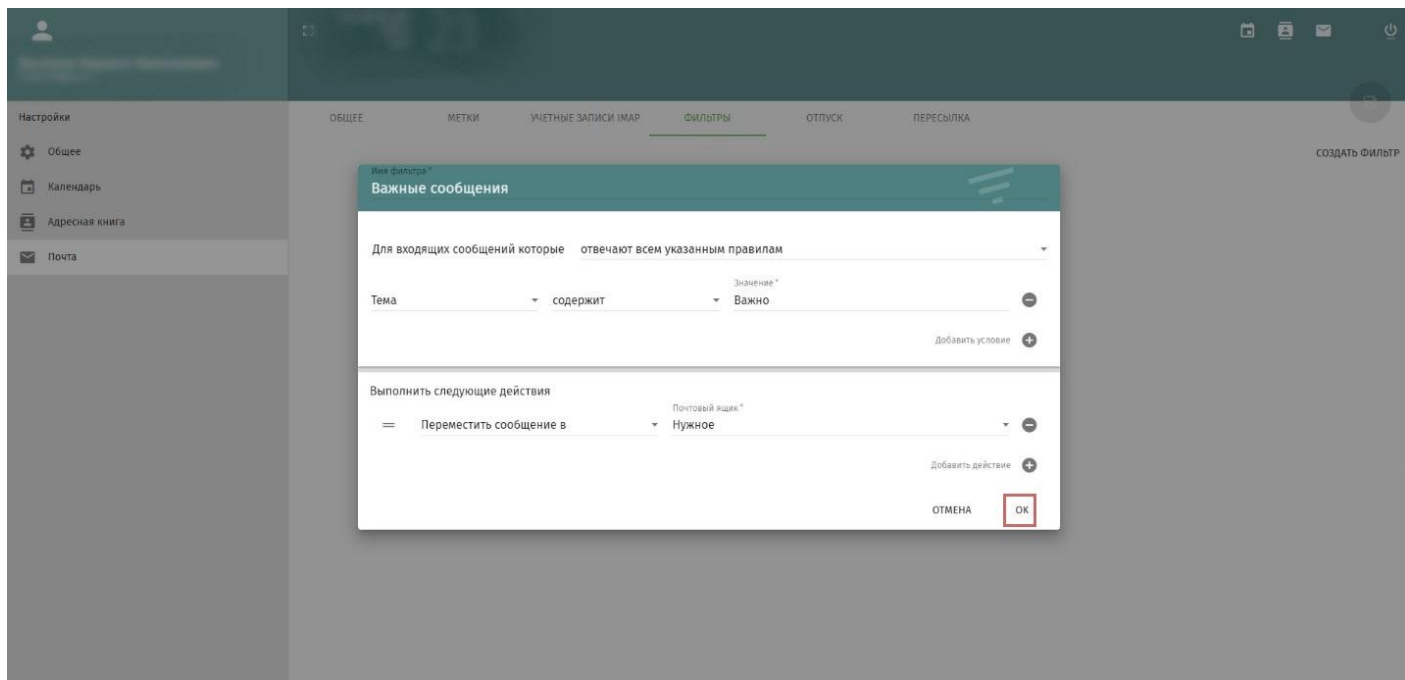 Настройки
Общее
Календарь
Адресная книга
Почта
ОБЩЕЕ МЕТКИ УЧЕТНЫЕ ЗАПИСИ IMAP ФИЛЬТРЫ ОТПУСК ПЕРЕСЫЛКА
СОЗДАТЬ ФИЛЬТР
Имя фильтра *
Важные сообщения
Для входящих сообщений которые отвечают всем указанным правилам
Значение *
Тема содержит Важно
Добавить условие
Выполнить следующие действия
Почтовый ящик *
Переместить сообщение в Нужное
Добавить действие
ОТМЕНА ОК